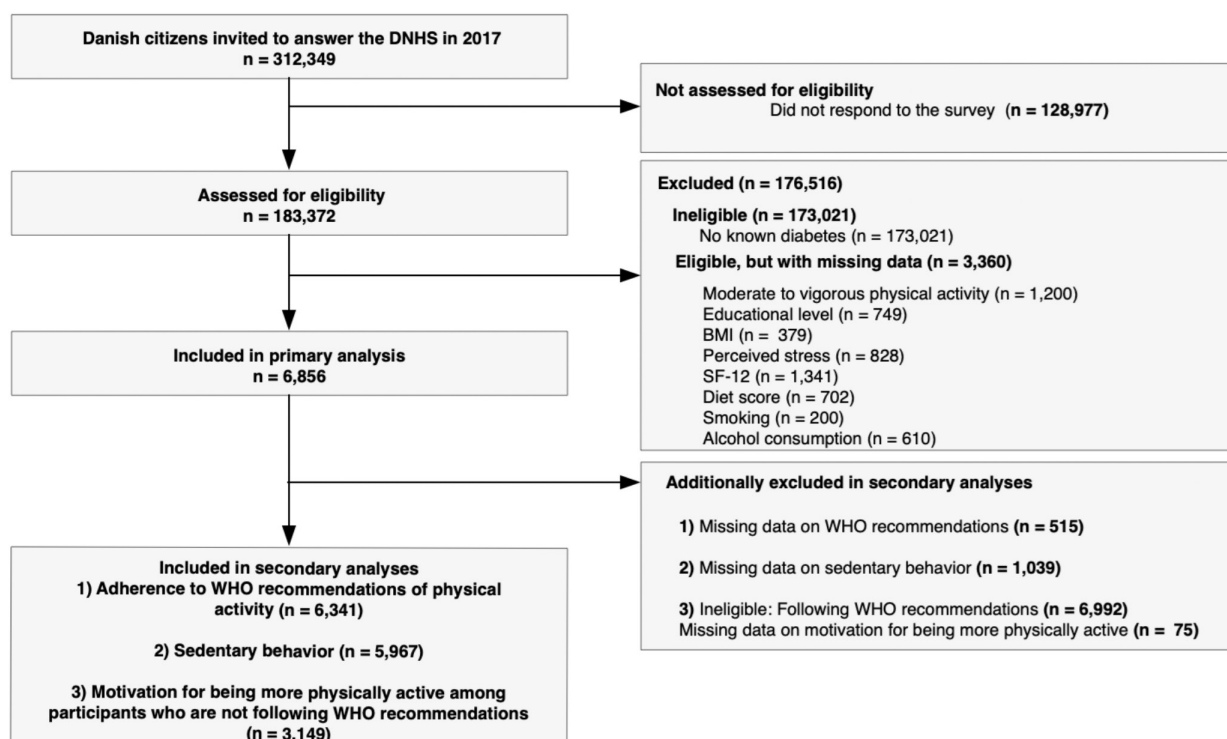 Danish citizens invited to answer the DNHS in 2017
n = 312,349
Not assessed for eligibility
Did not respond to the survey (n = 128,977)
Assessed for eligibility
n = 183,372
Excluded (n = 176,516)
Ineligible (n = 173,021)
No known diabetes (n = 173,021)
Eligible, but with missing data (n = 3,360)
Moderate to vigorous physical activity (n = 1,200)
Educational level (n = 749)
BMI (n = 379)
Perceived stress (n = 828)
SF-12 (n = 1,341)
Diet score (n = 702)
Smoking (n = 200)
Alcohol consumption (n = 610)
Included in primary analysis
n = 6,856
Additionally excluded in secondary analyses
1) Missing data on WHO recommendations (n = 515)
2) Missing data on sedentary behavior (n = 1,039)
3) Ineligible: Following WHO recommendations (n = 6,992)
Missing data on motivation for being more physically active (n = 75)
Included in secondary analyses
1) Adherence to WHO recommendations of physical
activity (n = 6,341)
2) Sedentary behavior (n = 5,967)
3) Motivation for being more physically active among
participants who are not following WHO recommendations
(n = 3,149)